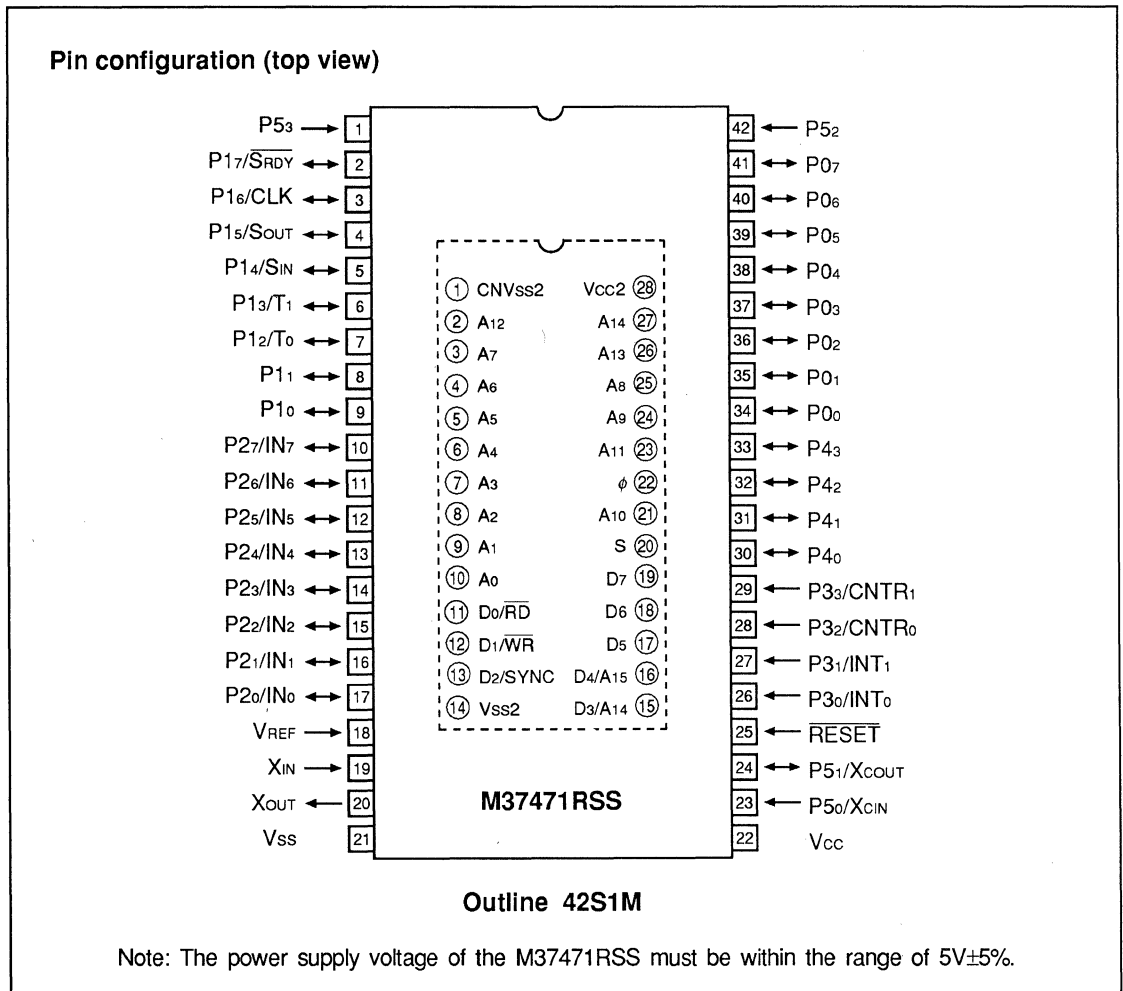 Pin configuration (top view)
P53 → 1
P17/S̅R̅D̅Y̅ ↔ 2
P16/CLK ↔ 3
P15/SOUT ↔ 4
P14/SIN ↔ 5
P13/T1 ↔ 6
P12/T0 ↔ 7
P11 ↔ 8
P10 ↔ 9
P27/IN7 ↔ 10
P26/IN6 ↔ 11
P25/IN5 ↔ 12
P24/IN4 ↔ 13
P23/IN3 ↔ 14
P22/IN2 ↔ 15
P21/IN1 ↔ 16
P20/IN0 ↔ 17
VREF → 18
XIN → 19
XOUT ← 20
VSS 21
① CNVSS2
② A12
③ A7
④ A6
⑤ A5
⑥ A4
⑦ A3
⑧ A2
⑨ A1
⑩ A0
⑪ D0/R̅D̅
⑫ D1/W̅R̅
⑬ D2/SYNC
⑭ VSS2
VCC2 ㉘
A14 ㉗
A13 ㉖
A8 ㉕
A9 ㉔
A11 ㉓
ϕ ㉒
A10 ㉑
S ⑳
D7 ⑲
D6 ⑱
D5 ⑰
D4/A15 ⑯
D3/A14 ⑮
42 ← P52
41 ↔ P07
40 ↔ P06
39 ↔ P05
38 ↔ P04
37 ↔ P03
36 ↔ P02
35 ↔ P01
34 ↔ P00
33 ↔ P43
32 ↔ P42
31 ↔ P41
30 ↔ P40
29 ← P33/CNTR1
28 ← P32/CNTR0
27 ← P31/INT1
26 ← P30/INT0
25 ← R̅E̅S̅E̅T̅
24 ↔ P51/XCOUT
23 ← P50/XCIN
22 VCC
M37471RSS
Outline 42S1M
Note: The power supply voltage of the M37471RSS must be within the range of 5V±5%.